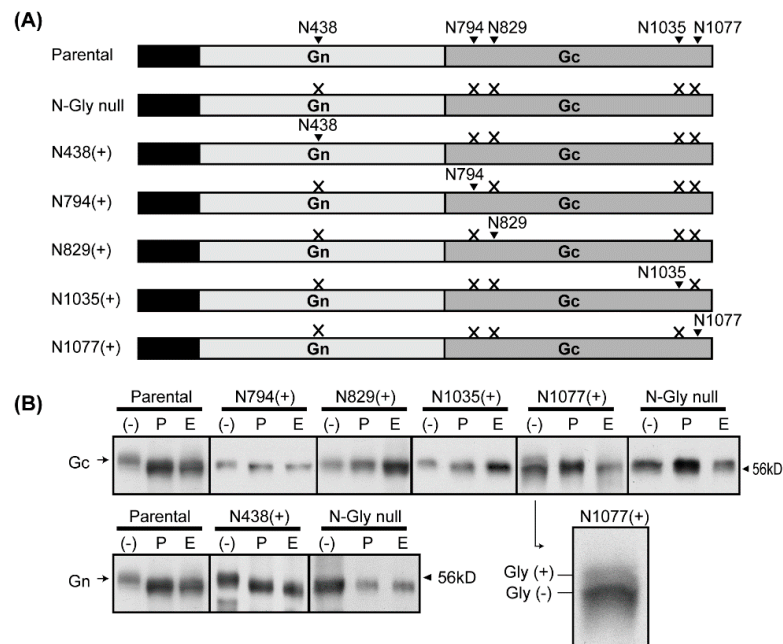 (A)
N438 N794 N829 N1035 N1077
Parental Gn Gc
X X X X X
N-Gly null Gn Gc
N438 X X X X
N438(+) Gn Gc
X N794 X X X
N794(+) Gn Gc
X X N829 X X
N829(+) Gn Gc
X X X N1035 X
N1035(+) Gn Gc
X X X X N1077
N1077(+) Gn Gc
(B)
Parental N794(+) N829(+) N1035(+) N1077(+) N-Gly null
(-) P E (-) P E (-) P E (-) P E (-) P E (-) P E
Gc 56kD
Parental N438(+) N-Gly null
(-) P E (-) P E (-) P E
Gn 56kD
N1077(+)
Gly (+)
Gly (-)